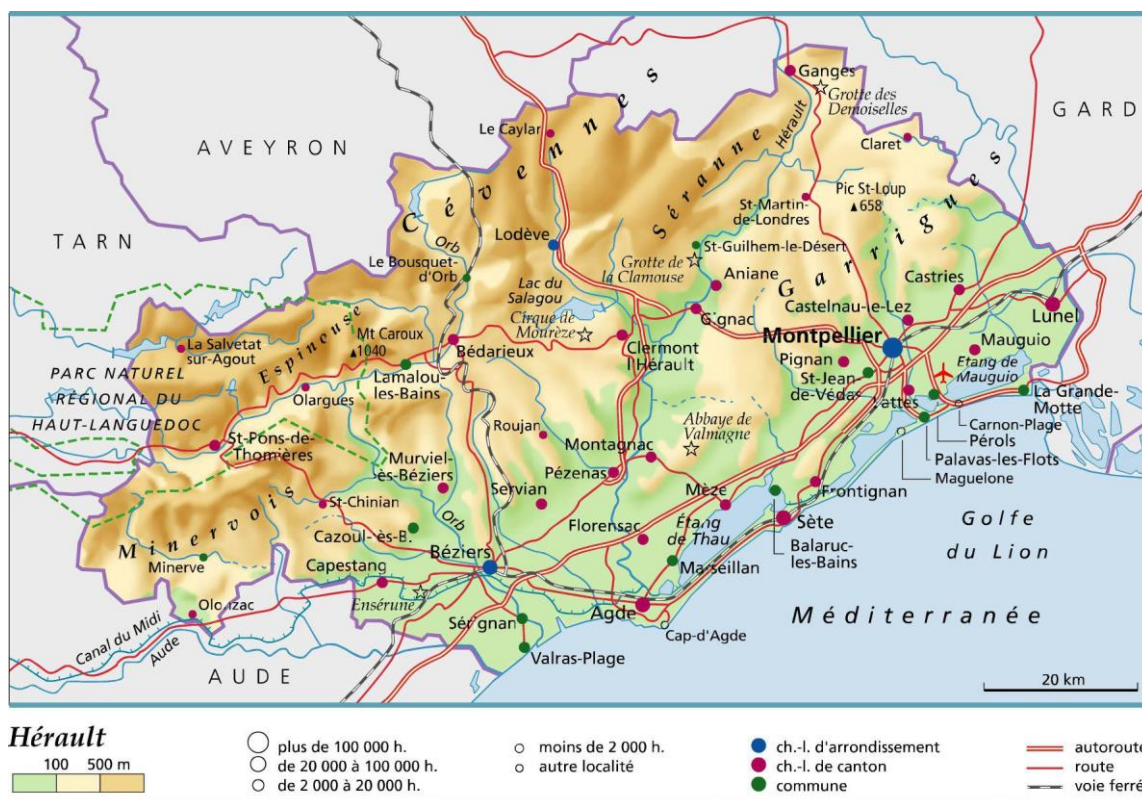 Ganges
Grotte des
Demoiselles
Hérault
GARD
Le Caylar
Claret
AVEYRON
Cévennes
Séranne
Pic St-Loup
▲658
St-Martin-
de-Londres
TARN
Orb
Lodève
St-Guilhem-le-Désert
Garrigues
Le Bousquet-
d'Orb
Grotte de
la Clamouse
Aniane
Castries
Lac du
Salagou
Castelnau-le-Lez
Cirque de
Mourèze
Gignac
Lunel
Espinouse
Mt Caroux
▲1040
La Salvetat
sur-Agout
Bédarieux
Clermont
l'Hérault
Montpellier
Mauguio
Pignan
Etang de
Mauguio
PARC NATUREL
RÉGIONAL DU
HAUT-LANGUEDOC
Lamalou-
les-Bains
St-Jean-
de-Védas
Lattes
La Grande-
Motte
Olargues
Roujan
Abbaye de
Valmagne
Carnon-Plage
St-Pons-de-
Thomières
Montagnac
Pérols
Murviel-
lès-Béziers
Pézenas
Palavas-les-Flots
Maguelone
Minervois
St-Chinian
Servian
Mèze
Frontignan
Cazoul-lès-B.
Orb
Florensac
Étang
de Thau
Sète
Golfe
du Lion
Minerve
Béziers
Balaruc-
les-Bains
Capestang
Marseillan
Ensérune
Olonzac
Agde
Méditerranée
Canal du Midi
Sérignan
Cap-d'Agde
Aude
Valras-Plage
AUDE
20 km
Hérault
100 500 m
plus de 100 000 h.
de 20 000 à 100 000 h.
de 2 000 à 20 000 h.
moins de 2 000 h.
autre localité
ch.-l. d'arrondissement
ch.-l. de canton
commune
autoroute
route
voie ferré